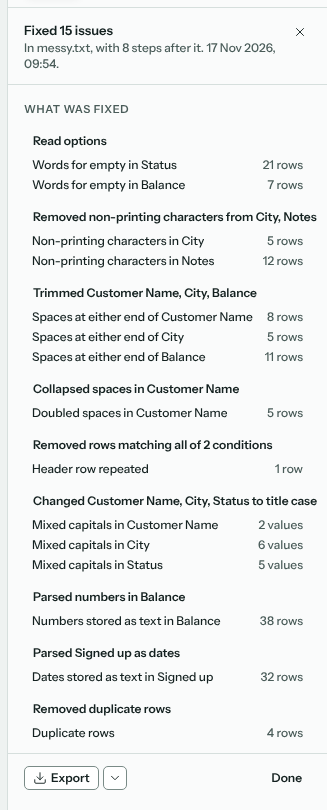 Fixed 15 issues
In messy.txt, with 8 steps after it. 17 Nov 2026,
09:54.
WHAT WAS FIXED
Read options
Words for empty in Status 21 rows
Words for empty in Balance 7 rows
Removed non-printing characters from City, Notes
Non-printing characters in City 5 rows
Non-printing characters in Notes 12 rows
Trimmed Customer Name, City, Balance
Spaces at either end of Customer Name 8 rows
Spaces at either end of City 5 rows
Spaces at either end of Balance 11 rows
Collapsed spaces in Customer Name
Doubled spaces in Customer Name 5 rows
Removed rows matching all of 2 conditions
Header row repeated 1 row
Changed Customer Name, City, Status to title case
Mixed capitals in Customer Name 2 values
Mixed capitals in City 6 values
Mixed capitals in Status 5 values
Parsed numbers in Balance
Numbers stored as text in Balance 38 rows
Parsed Signed up as dates
Dates stored as text in Signed up 32 rows
Removed duplicate rows
Duplicate rows 4 rows
Export Done